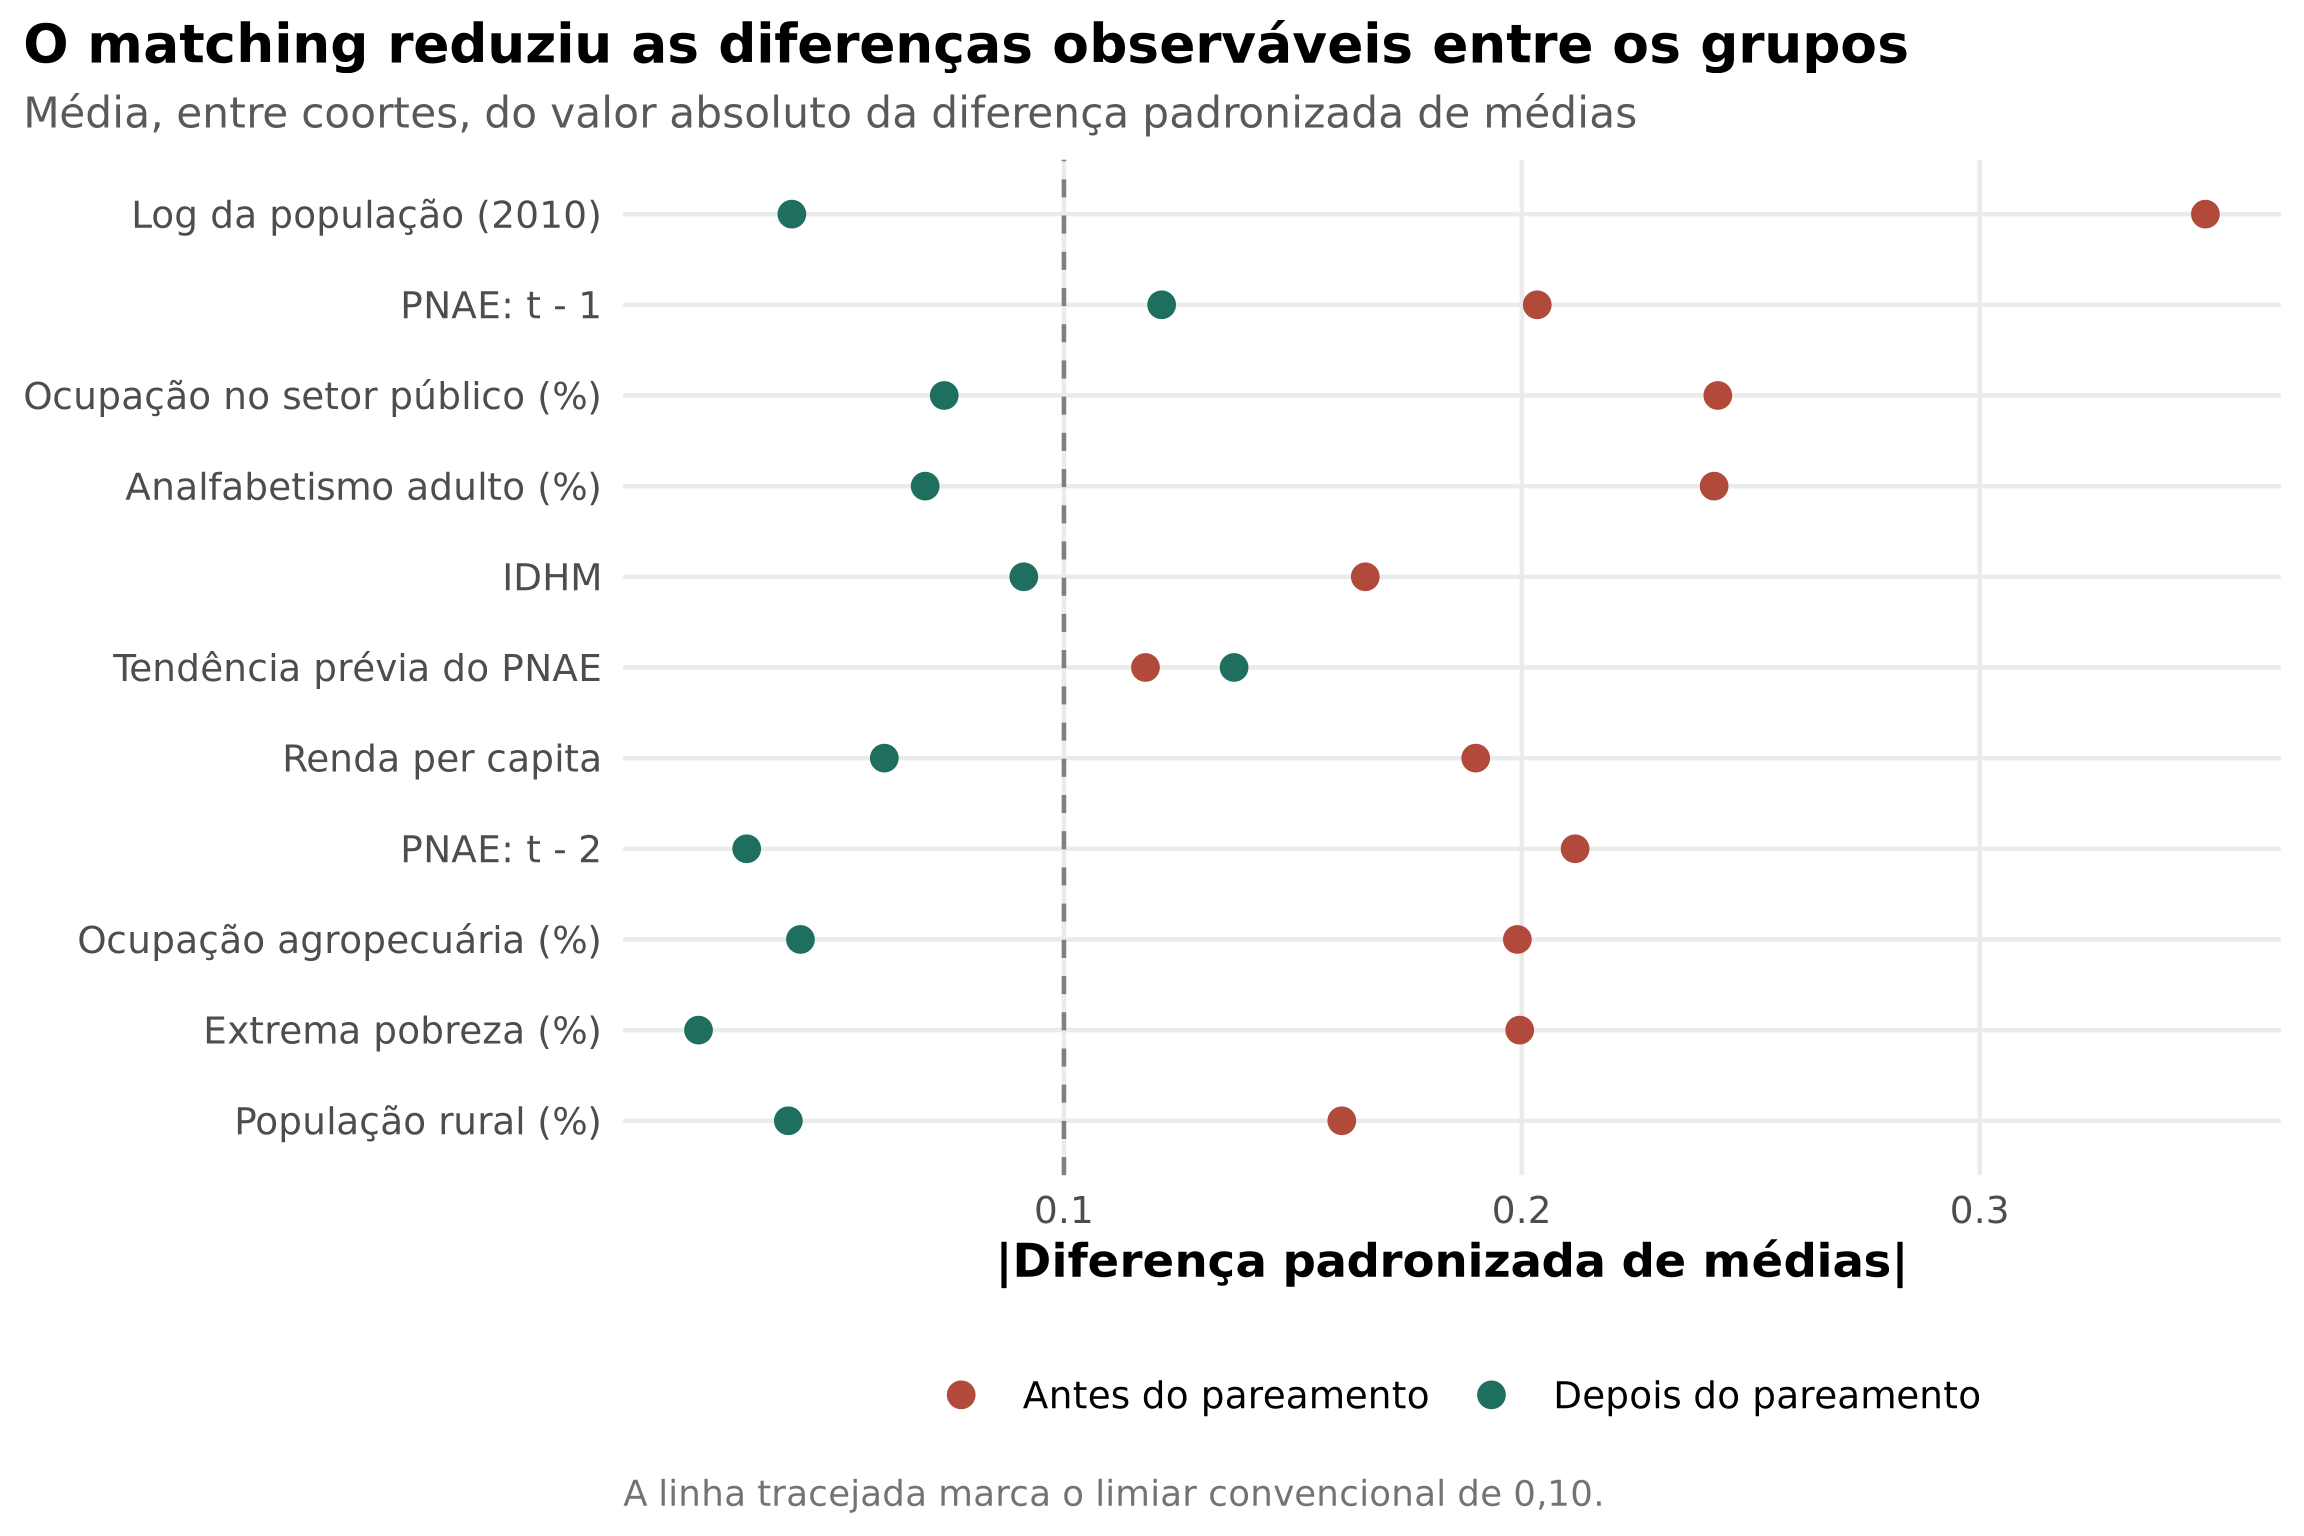 O matching reduziu as diferenças observáveis entre os grupos
Média, entre coortes, do valor absoluto da diferença padronizada de médias
Log da população (2010)
PNAE: t - 1
Ocupação no setor público (%)
Analfabetismo adulto (%)
IDHM
Tendência prévia do PNAE
Renda per capita
PNAE: t - 2
Ocupação agropecuária (%)
Extrema pobreza (%)
População rural (%)
0.1 0.2 0.3
|Diferença padronizada de médias|
Antes do pareamento Depois do pareamento
A linha tracejada marca o limiar convencional de 0,10.